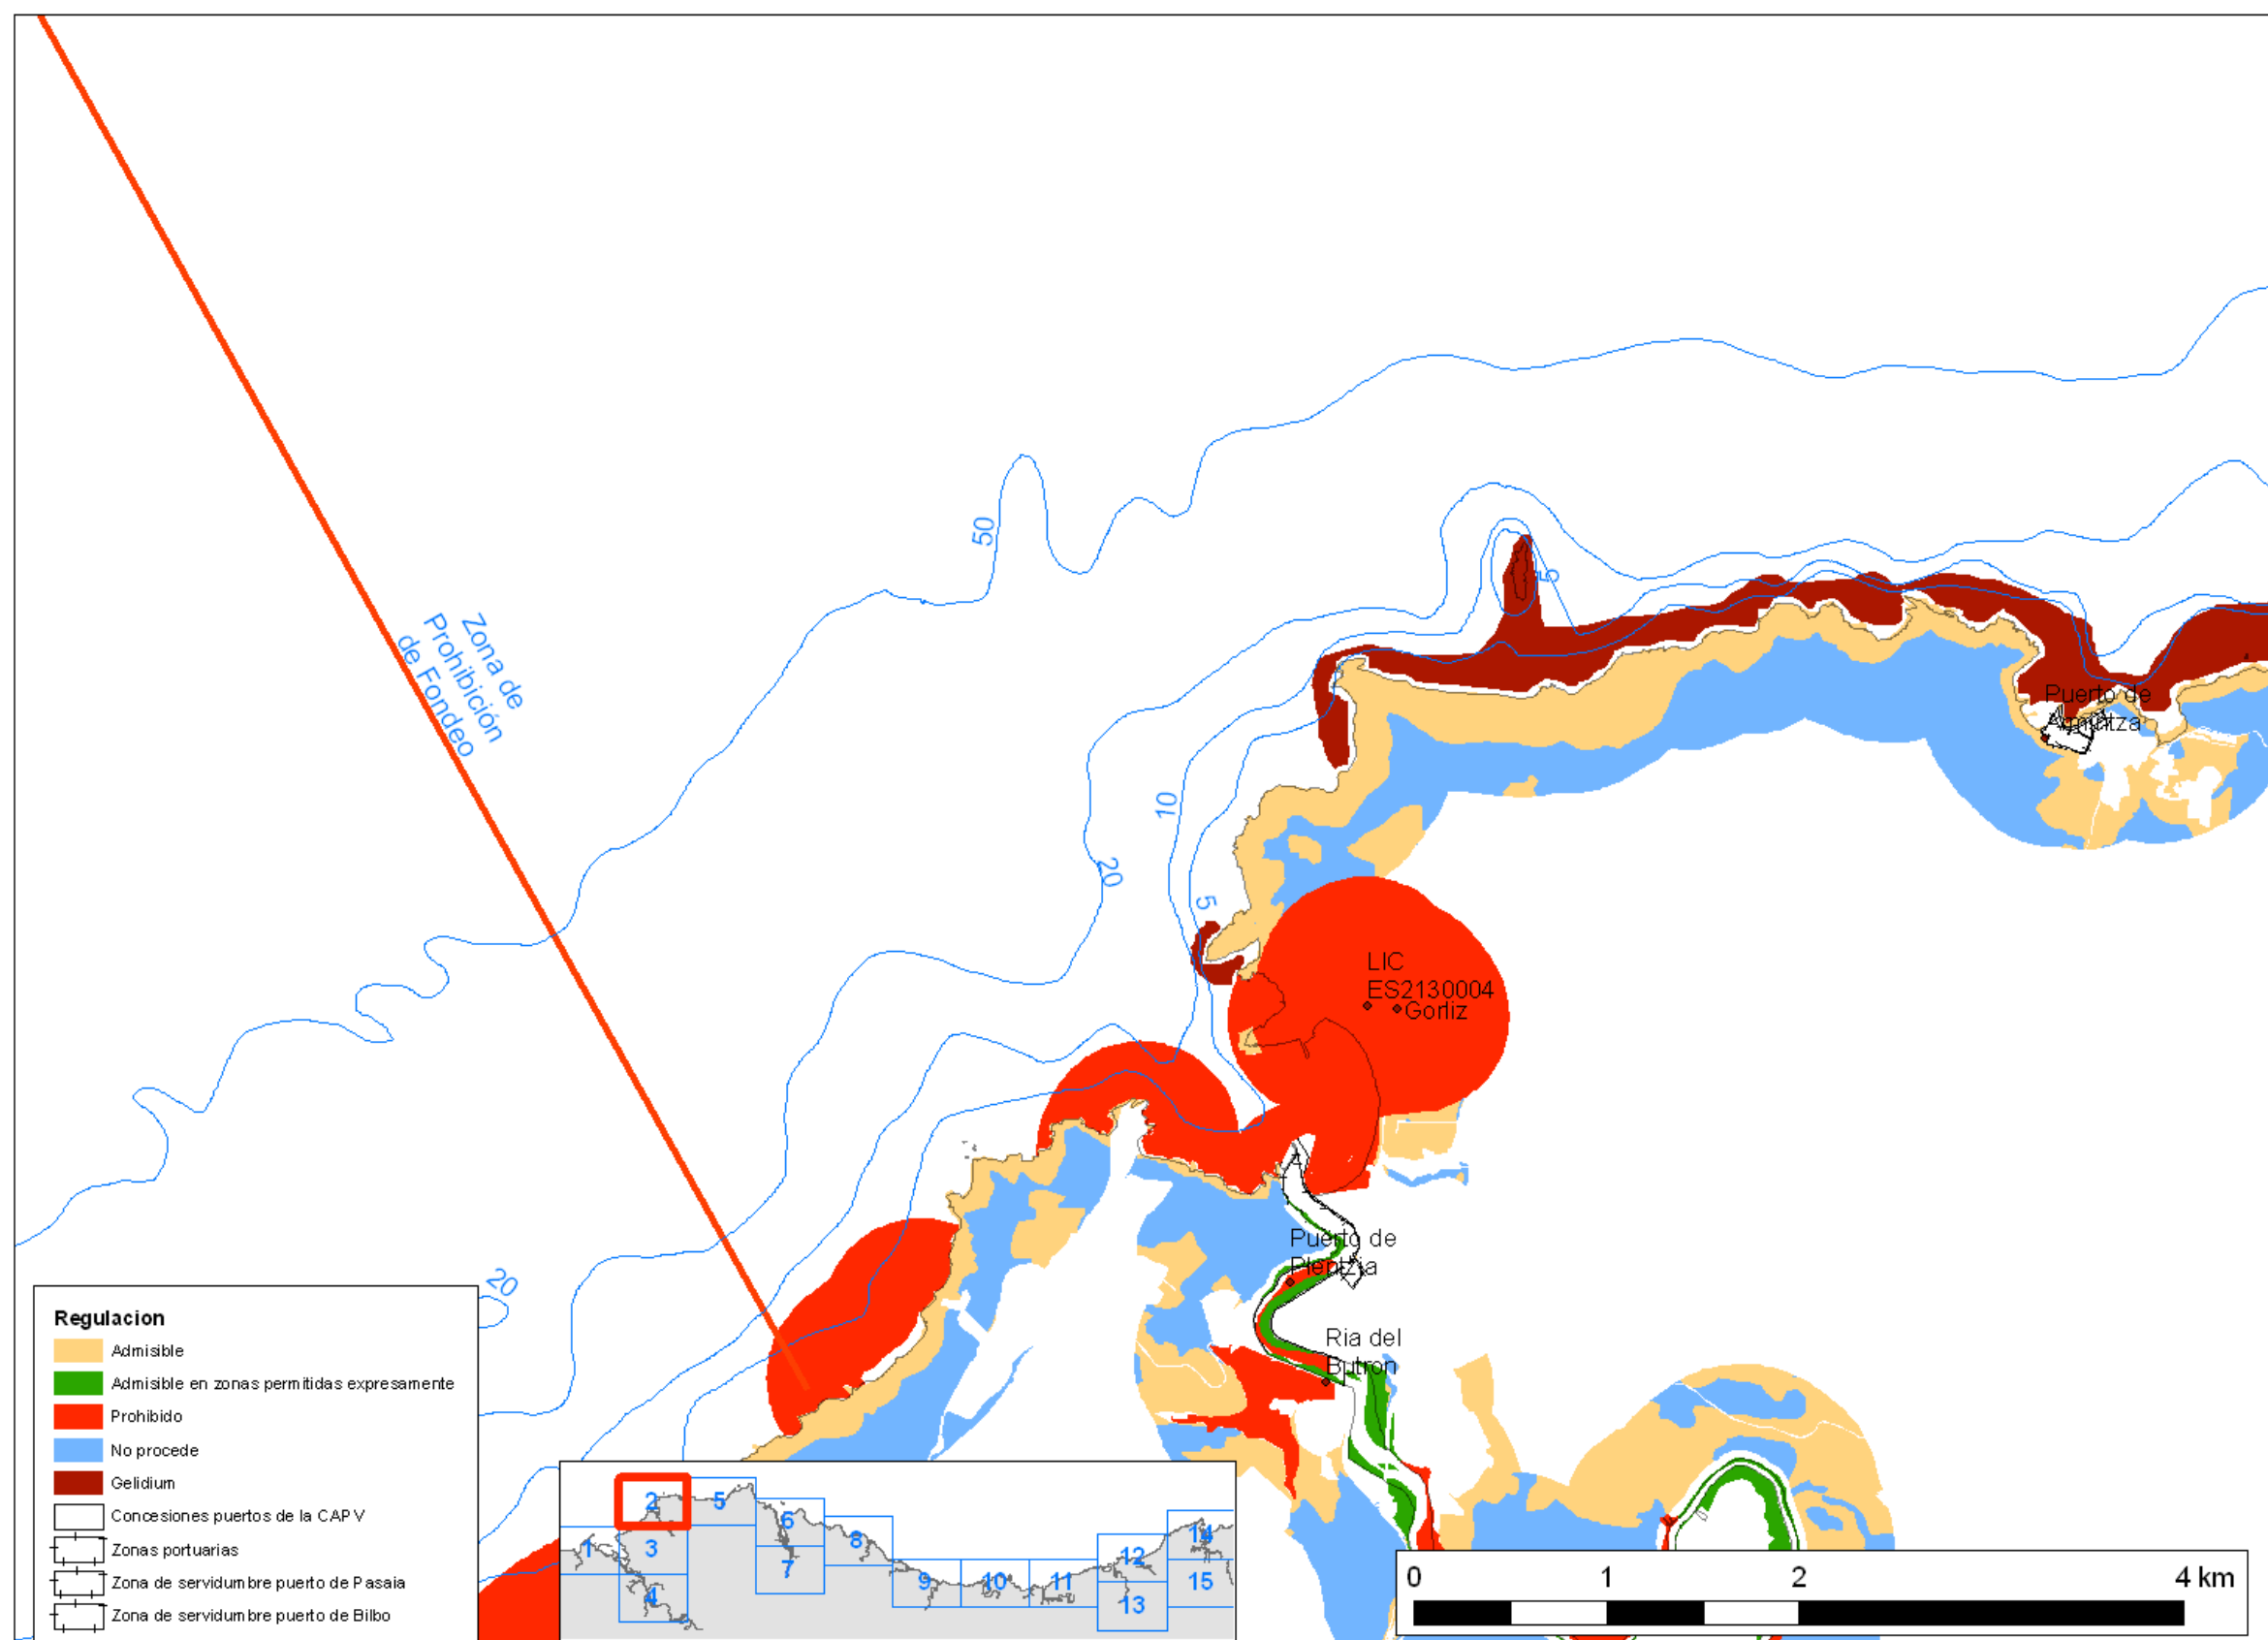 Zona de
Prohibición
de Fondeo
50
5
10
20
5
Puerto de
Armintza
LIC
ES2130004
Gorliz
Puerto de
Plentzia
Ria del
Butron
20
Regulacion
Admisible
Admisible en zonas permitidas expresamente
Prohibido
No procede
Gelidium
Concesiones puertos de la CAPV
Zonas portuarias
Zona de servidumbre puerto de Pasaia
Zona de servidumbre puerto de Bilbo
1
2
3
4
5
6
7
8
9
10
11
12
13
14
15
0 1 2 4 km